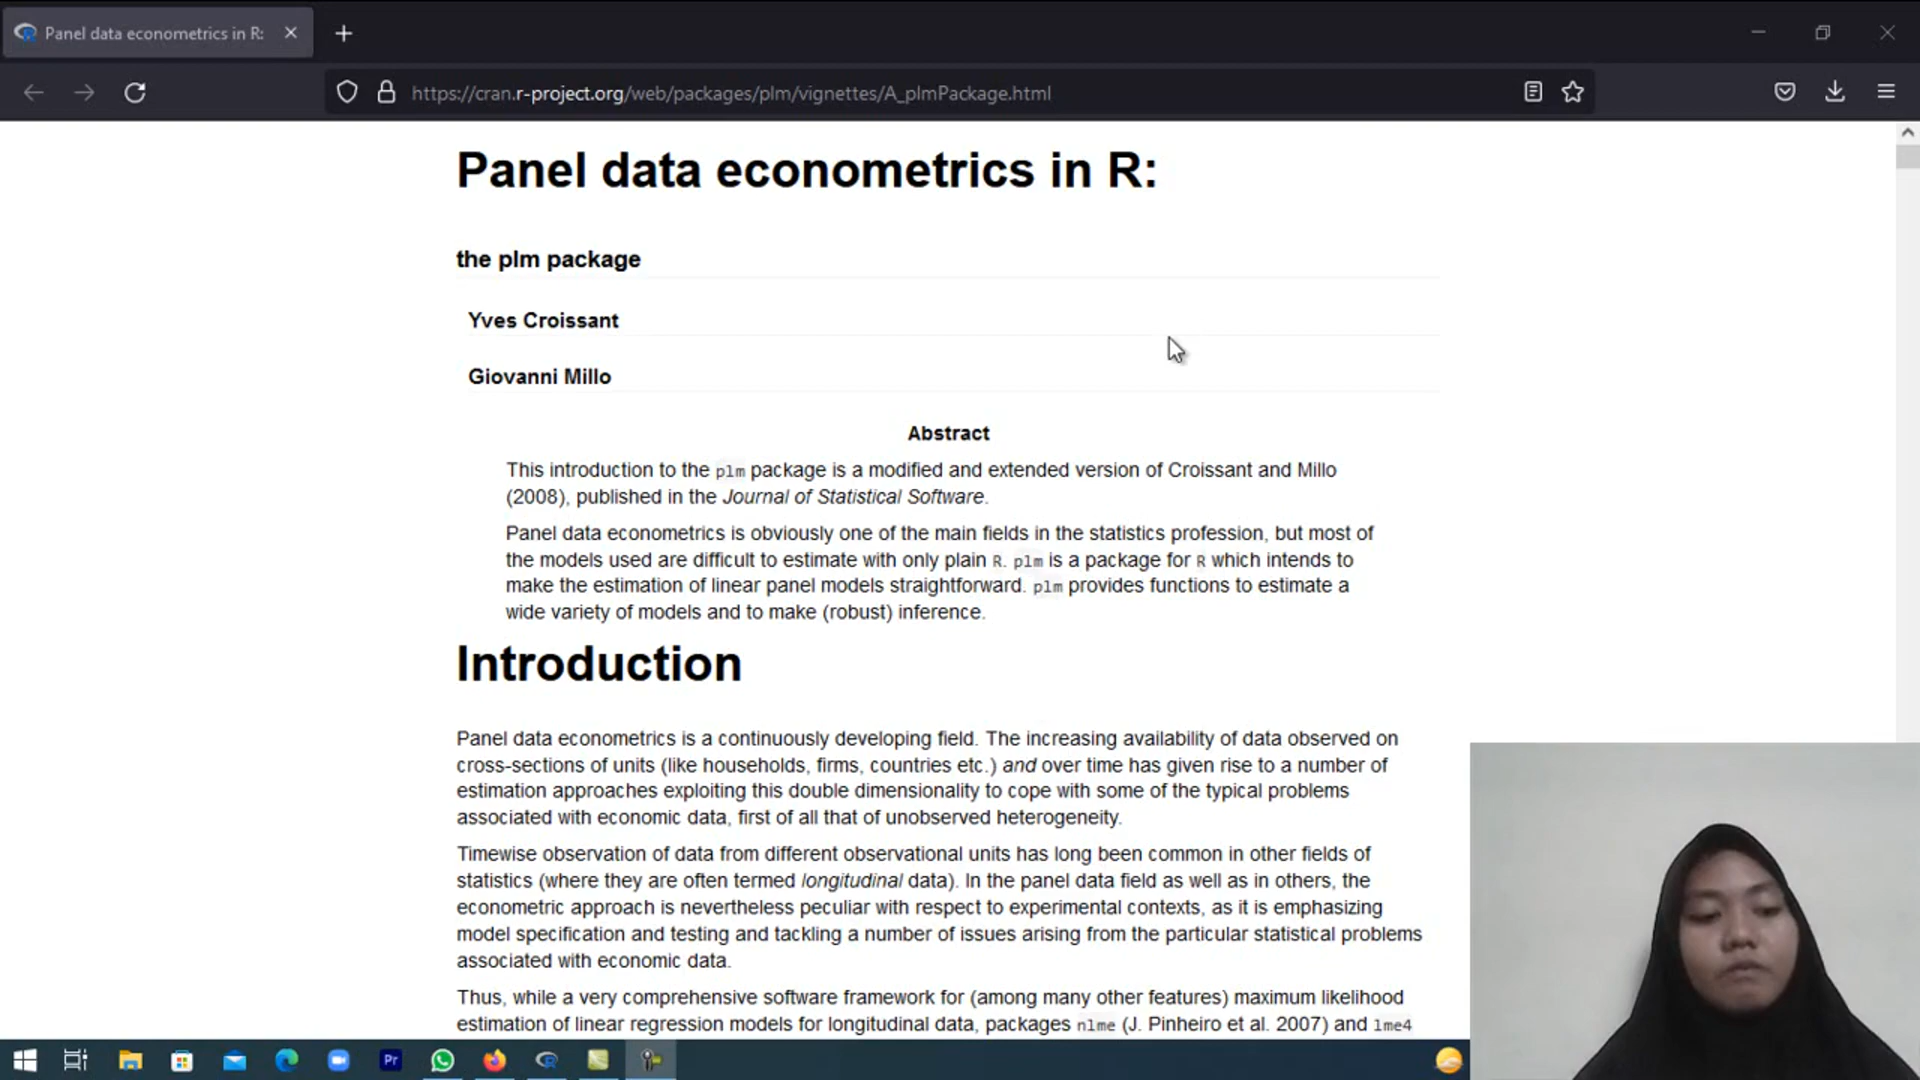 Panel data econometrics in R:
https://cran.r-project.org/web/packages/plm/vignettes/A_plmPackage.html
Panel data econometrics in R:
the plm package
Yves Croissant
Giovanni Millo
Abstract
This introduction to the plm package is a modified and extended version of Croissant and Millo
(2008), published in the Journal of Statistical Software.
Panel data econometrics is obviously one of the main fields in the statistics profession, but most of
the models used are difficult to estimate with only plain R. plm is a package for R which intends to
make the estimation of linear panel models straightforward. plm provides functions to estimate a
wide variety of models and to make (robust) inference.
Introduction
Panel data econometrics is a continuously developing field. The increasing availability of data observed on
cross-sections of units (like households, firms, countries etc.) and over time has given rise to a number of
estimation approaches exploiting this double dimensionality to cope with some of the typical problems
associated with economic data, first of all that of unobserved heterogeneity.
Timewise observation of data from different observational units has long been common in other fields of
statistics (where they are often termed longitudinal data). In the panel data field as well as in others, the
econometric approach is nevertheless peculiar with respect to experimental contexts, as it is emphasizing
model specification and testing and tackling a number of issues arising from the particular statistical problems
associated with economic data.
Thus, while a very comprehensive software framework for (among many other features) maximum likelihood
estimation of linear regression models for longitudinal data, packages nlme (J. Pinheiro et al. 2007) and lme4
Pr